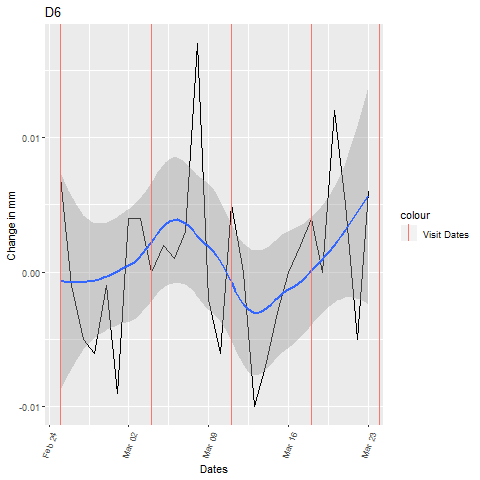 D6
Change in mm
0.01
0.00
-0.01
Feb 24
Mar 02
Mar 09
Mar 16
Mar 23
Dates
colour
Visit Dates